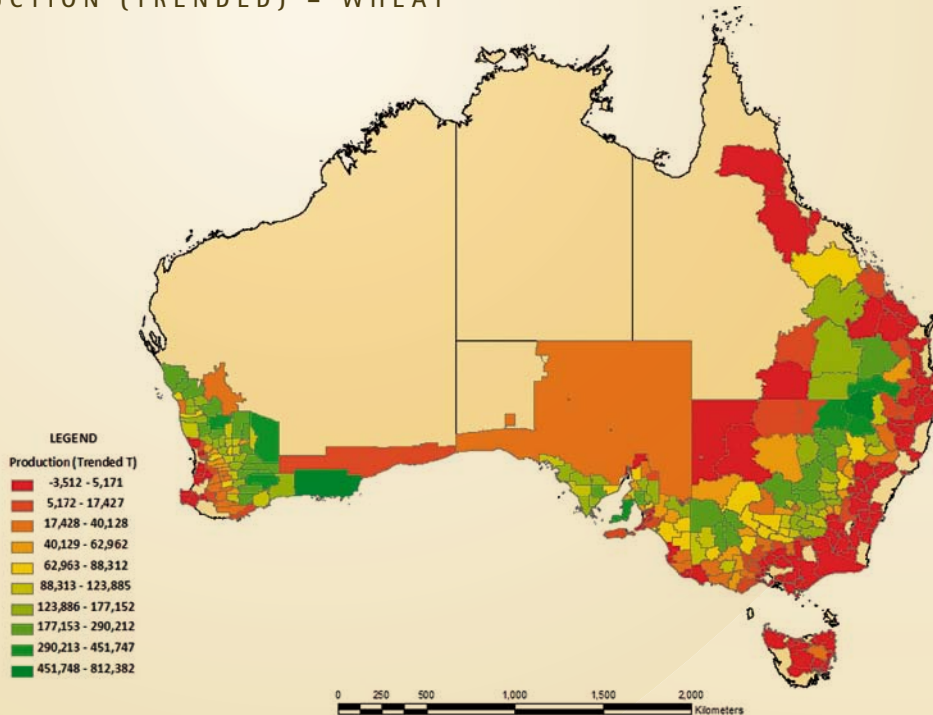 (TRENDED) – WHEAT
LEGEND
Production (Trended T)
-3,512 - 5,171
5,172 - 17,427
17,428 - 40,128
40,129 - 62,962
62,963 - 88,312
88,313 - 123,885
123,886 - 177,152
177,153 - 290,212
290,213 - 451,747
451,748 - 812,382
0 250 500 1,000 1,500 2,000
Kilometers